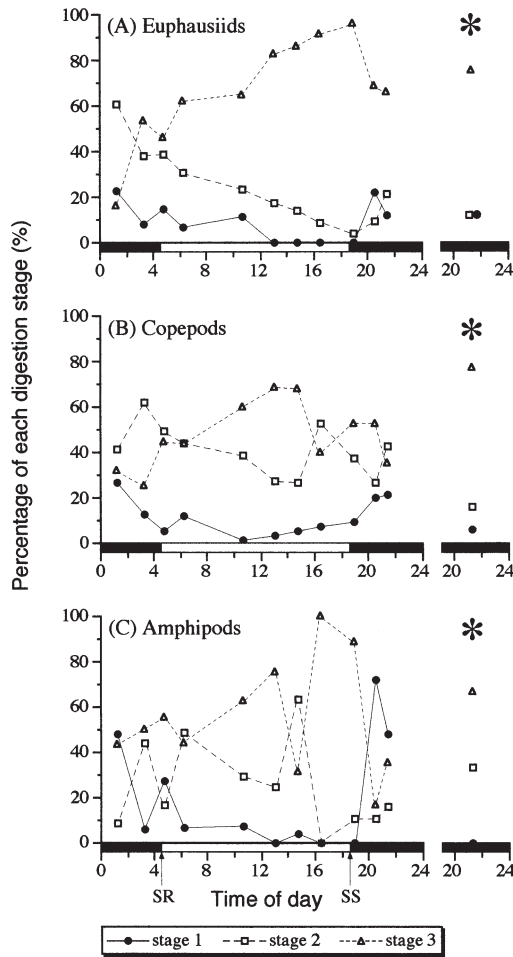 Percentage of each digestion stage (%)
(A) Euphausiids
*
100
80
60
40
20
0
0 4 8 12 16 20 24 20 24
(B) Copepods
*
100
80
60
40
20
0
0 4 8 12 16 20 24 20 24
(C) Amphipods
*
100
80
60
40
20
0
0 4 8 12 16 20 24 20 24
SR Time of day SS
stage 1 stage 2 stage 3